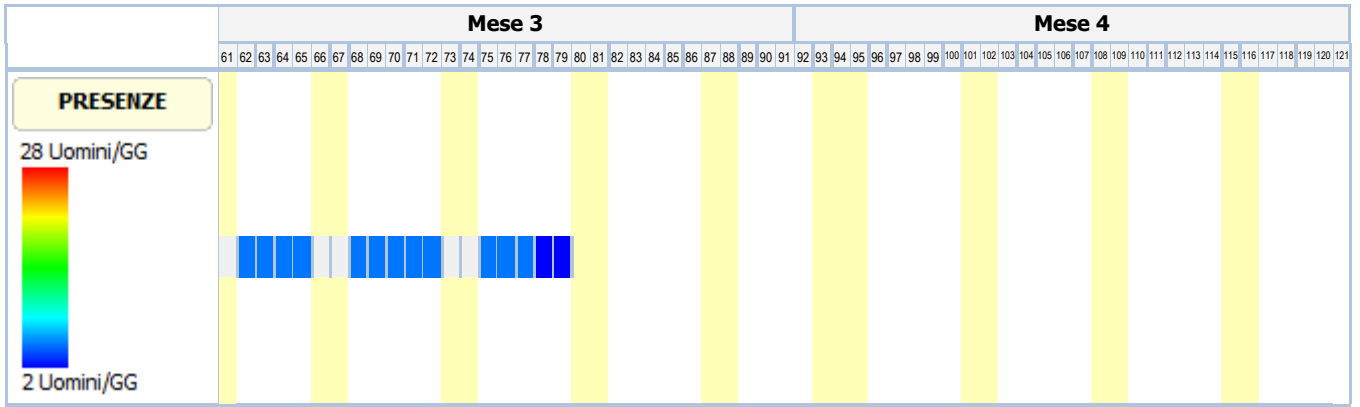 Mese 3 Mese 4
61 62 63 64 65 66 67 68 69 70 71 72 73 74 75 76 77 78 79 80 81 82 83 84 85 86 87 88 89 90 91 92 93 94 95 96 97 98 99 100 101 102 103 104 105 106 107 108 109 110 111 112 113 114 115 116 117 118 119 120 121
PRESENZE
28 Uomini/GG
2 Uomini/GG